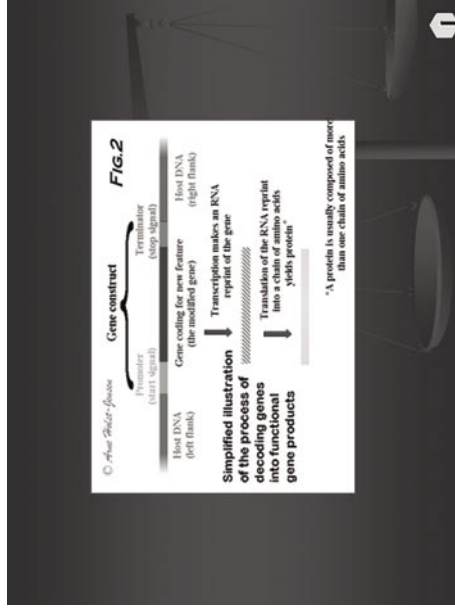 © Arne Holst-Jensen
FIG.2
Gene construct
Promoter
(start signal)
Terminator
(stop signal)
Host DNA
(left flank)
Gene coding for new feature
(the modified gene)
Host DNA
(right flank)
Simplified illustration
of the process of
decoding genes
into functional
gene products
Transcription makes an RNA
reprint of the gene
Translation of the RNA reprint
into a chain of amino acids
yields protein*
*A protein is usually composed of more
than one chain of amino acids